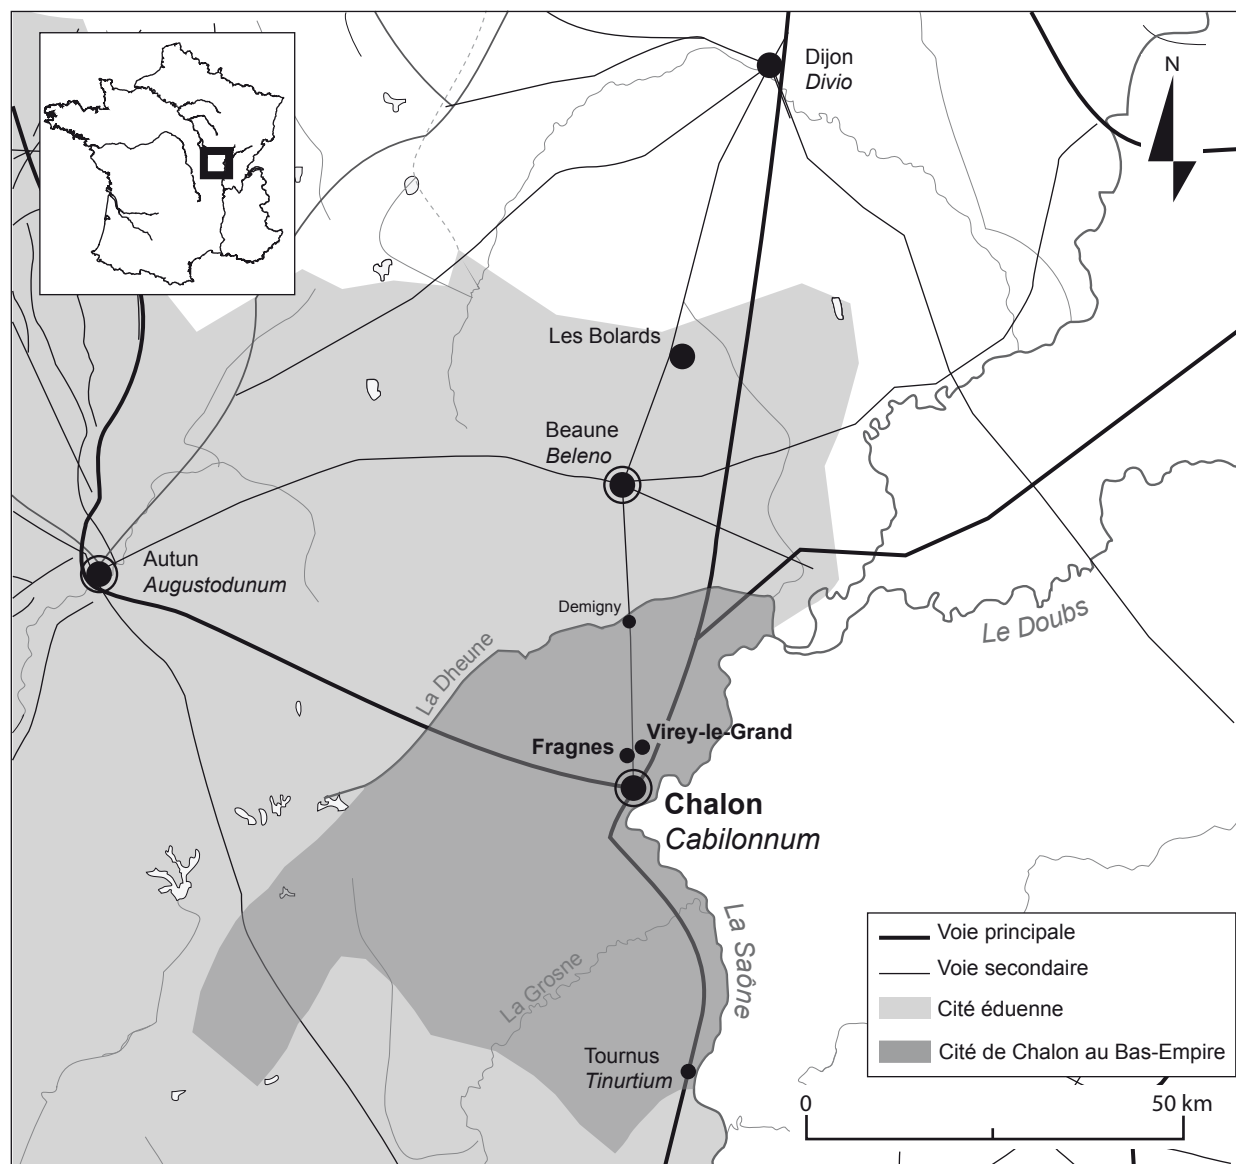 Dijon
Divio
N
Les Bolards
Beaune
Beleno
Autun
Augustodunum
Demigny
Le Doubs
La Dheune
Virey-le-Grand
Fragnes
Chalon
Cabilonnum
La Saône
La Grosne
Tournus
Tinurtium
Voie principale
Voie secondaire
Cité éduenne
Cité de Chalon au Bas-Empire
0 50 km